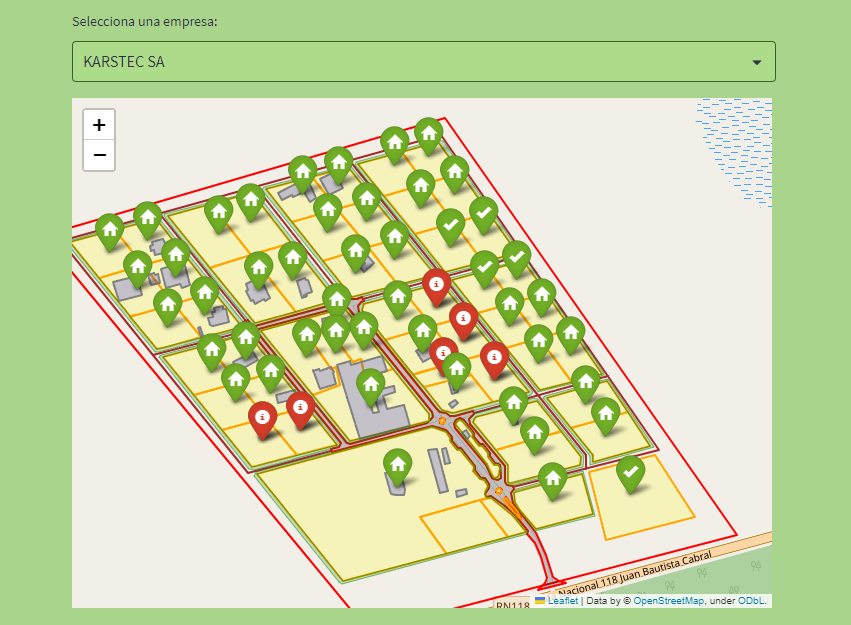 Selecciona una empresa:
KARSTEC SA
+
−
Nacional 118 Juan Bautista Cabral
RN118
Leaflet | Data by © OpenStreetMap, under ODbL.